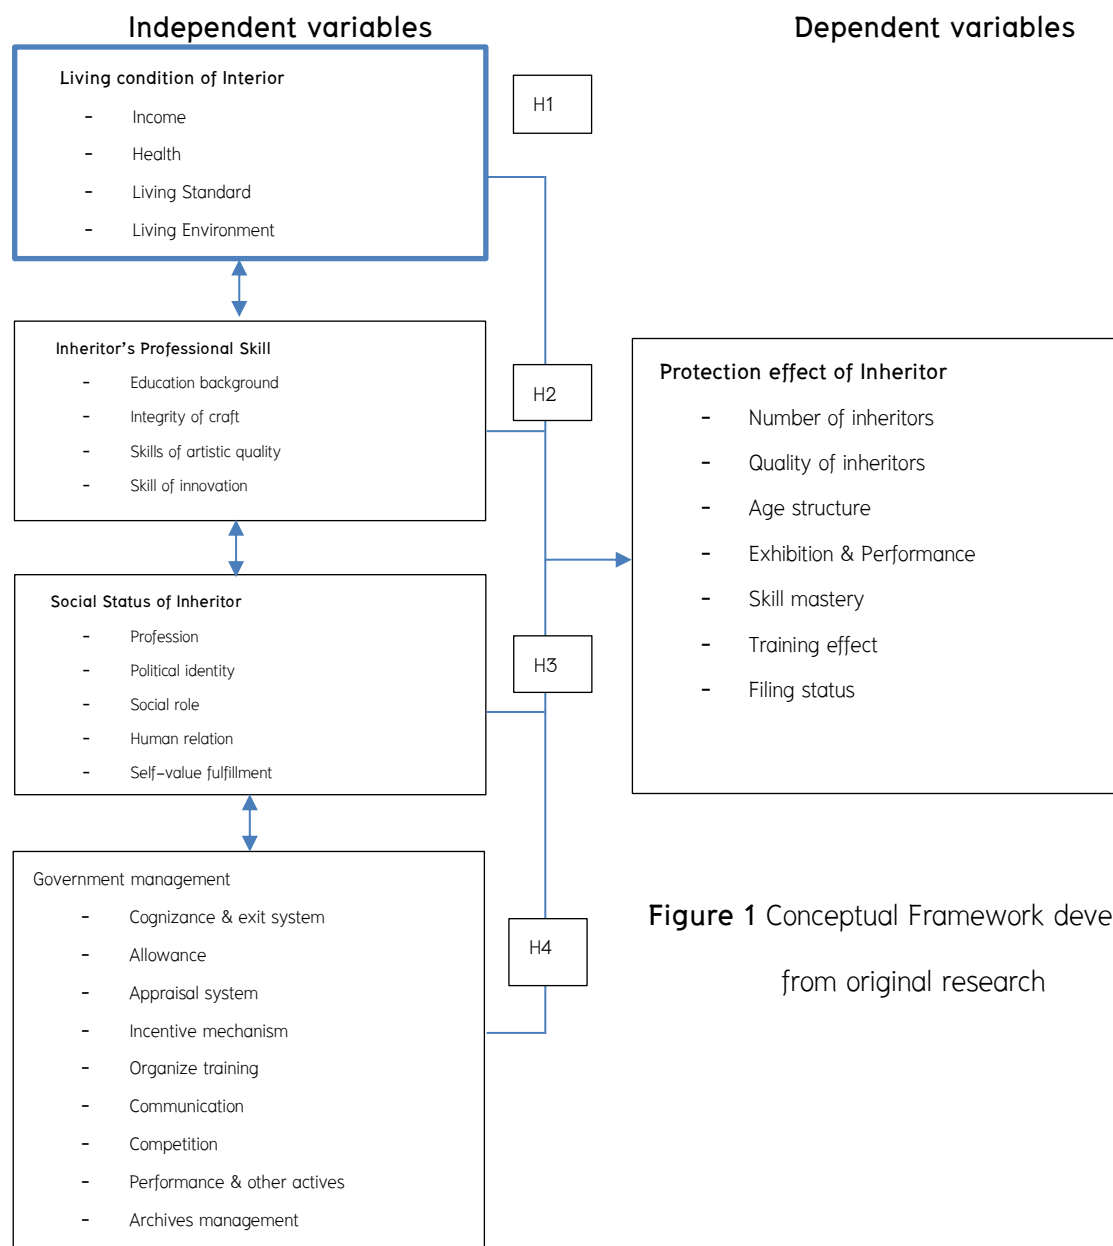 Independent variables
Dependent variables
Living condition of Interior
- Income
- Health
- Living Standard
- Living Environment
H1
Inheritor's Professional Skill
- Education background
- Integrity of craft
- Skills of artistic quality
- Skill of innovation
H2
Social Status of Inheritor
- Profession
- Political identity
- Social role
- Human relation
- Self-value fulfillment
H3
Government management
- Cognizance & exit system
- Allowance
- Appraisal system
- Incentive mechanism
- Organize training
- Communication
- Competition
- Performance & other actives
- Archives management
H4
Protection effect of Inheritor
- Number of inheritors
- Quality of inheritors
- Age structure
- Exhibition & Performance
- Skill mastery
- Training effect
- Filing status
Figure 1 Conceptual Framework deve
from original research